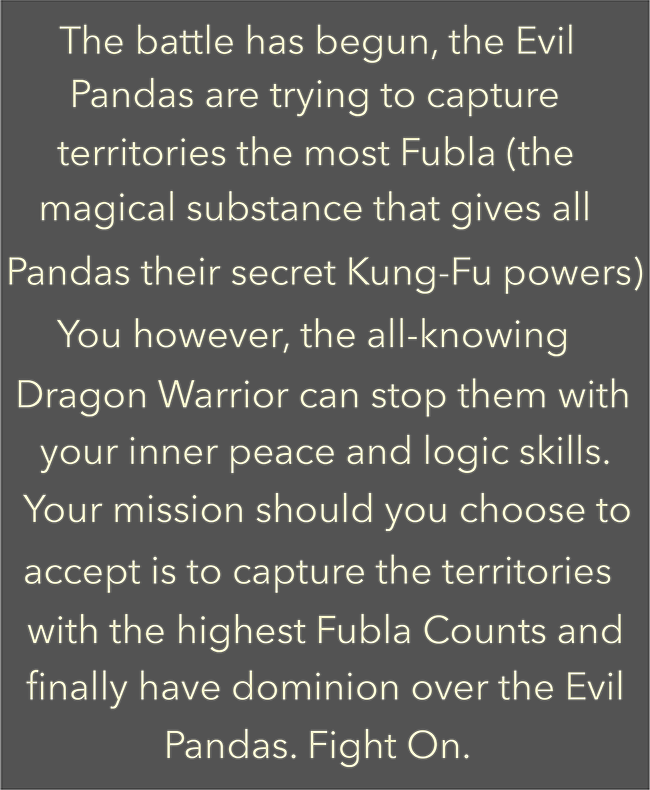 The battle has begun, the Evil
Pandas are trying to capture
territories the most Fubla (the
magical substance that gives all
Pandas their secret Kung-Fu powers)
You however, the all-knowing
Dragon Warrior can stop them with
your inner peace and logic skills.
Your mission should you choose to
accept is to capture the territories
with the highest Fubla Counts and
finally have dominion over the Evil
Pandas. Fight On.